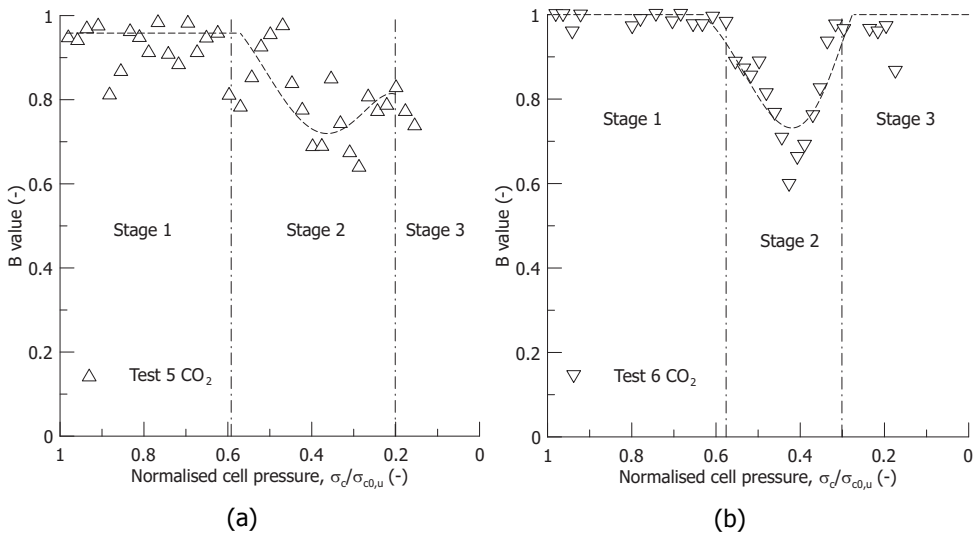 B value (-)
1
0.8
0.6
0.4
0.2
0
Stage 1
Stage 2
Stage 3
Test 5 CO₂
1
0.8
0.6
0.4
0.2
0
Normalised cell pressure, σc/σc0,u (-)
(a)
B value (-)
1
0.8
0.6
0.4
0.2
0
Stage 1
Stage 2
Stage 3
Test 6 CO₂
1
0.8
0.6
0.4
0.2
0
Normalised cell pressure, σc/σc0,u (-)
(b)